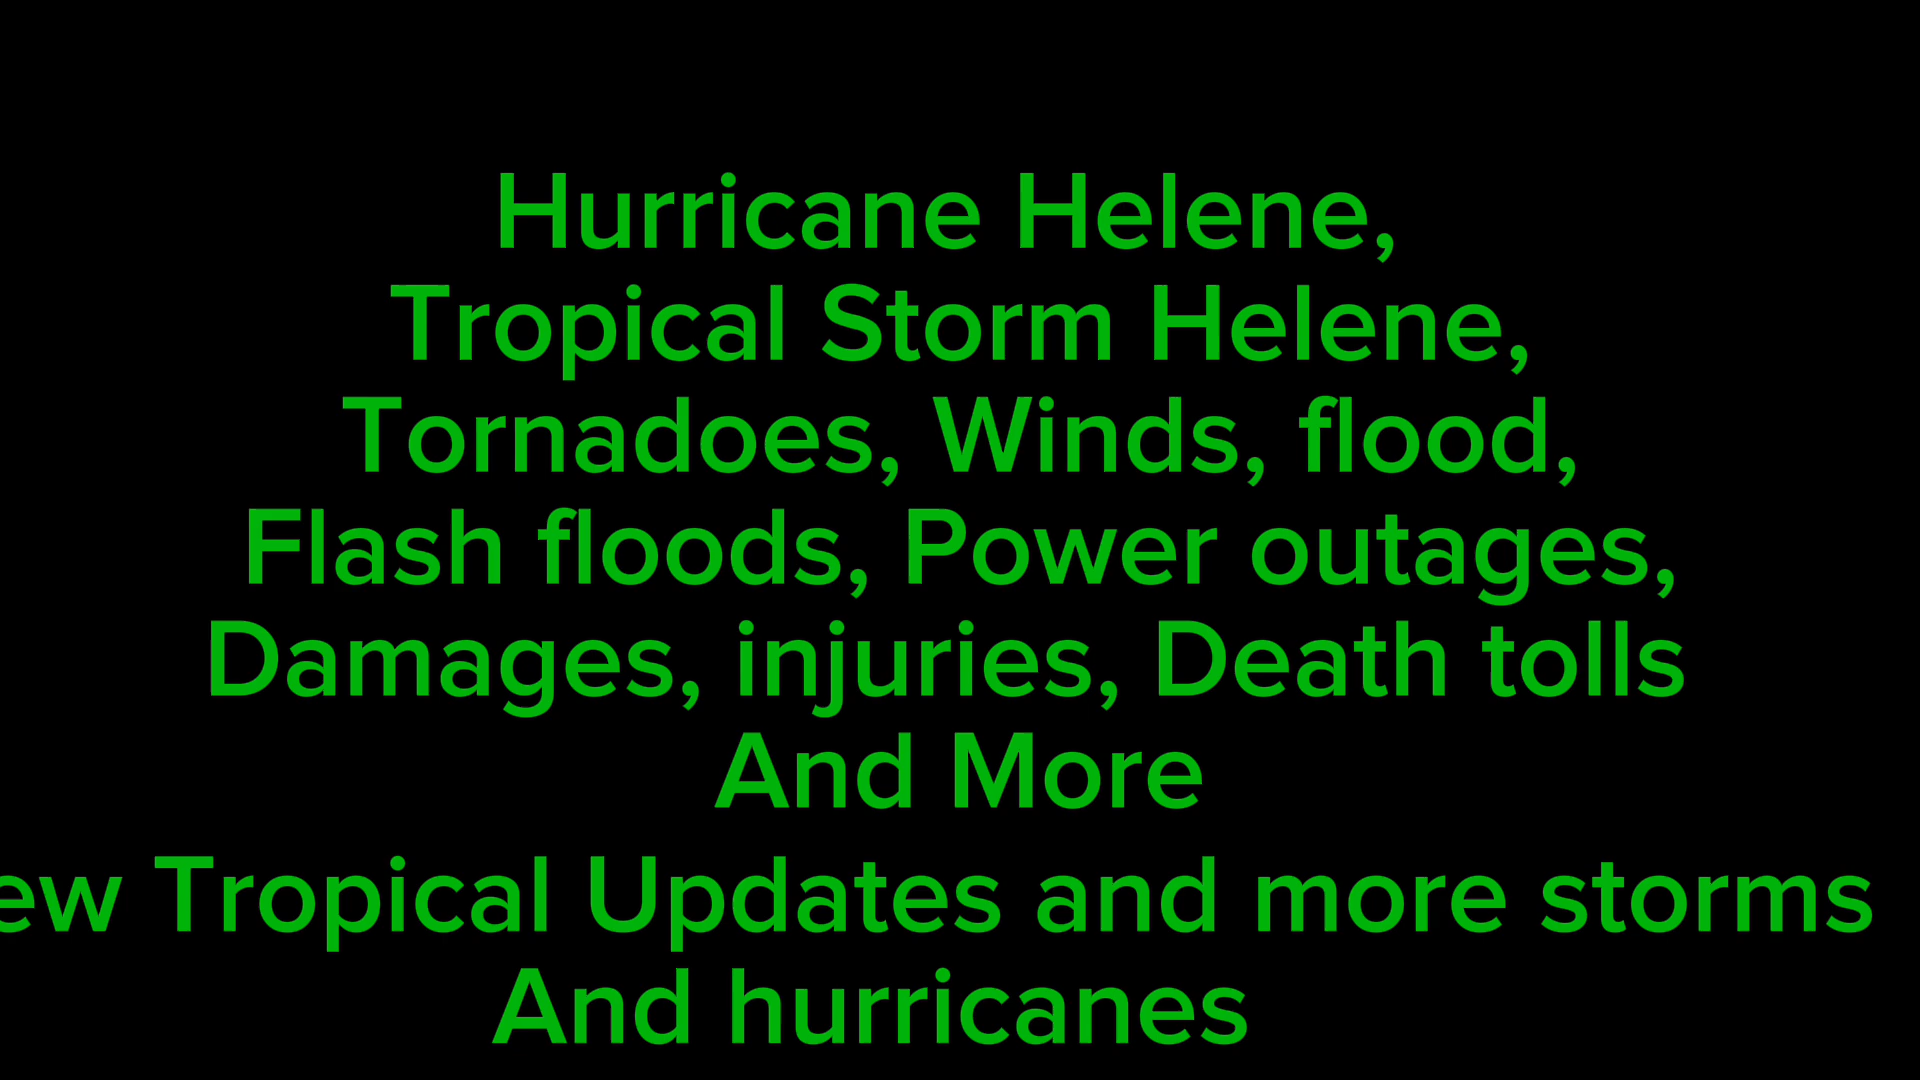 Hurricane Helene,
Tropical Storm Helene,
Tornadoes, Winds, flood,
Flash floods, Power outages,
Damages, injuries, Death tolls
And More
ew Tropical Updates and more storms
And hurricanes